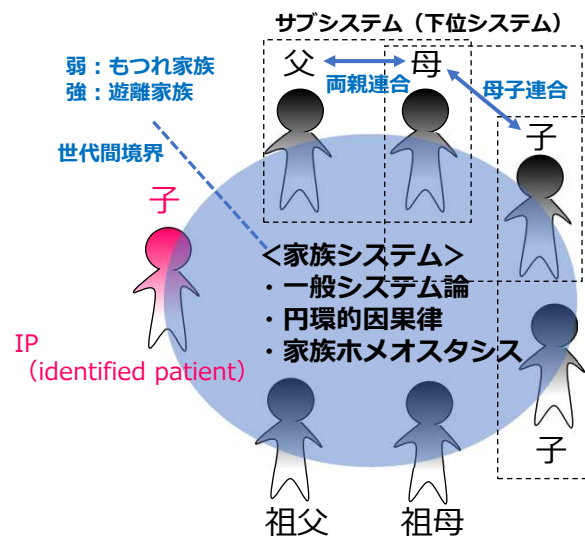 サブシステム（下位システム）
父
母
弱：もつれ家族
強：遊離家族
両親連合
母子連合
世代間境界
子
子
＜家族システム＞
・一般システム論
・円環的因果律
・家族ホメオスタシス
IP
（identified patient）
子
祖父
祖母